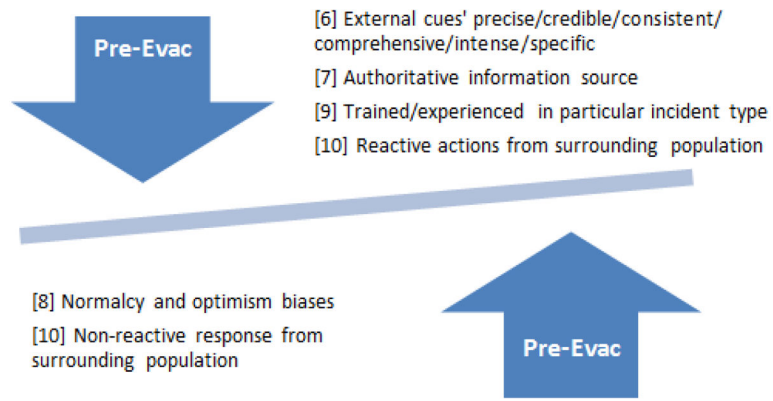 Pre-Evac
[6] External cues' precise/credible/consistent/
comprehensive/intense/specific
[7] Authoritative information source
[9] Trained/experienced in particular incident type
[10] Reactive actions from surrounding population
[8] Normalcy and optimism biases
[10] Non-reactive response from
surrounding population
Pre-Evac